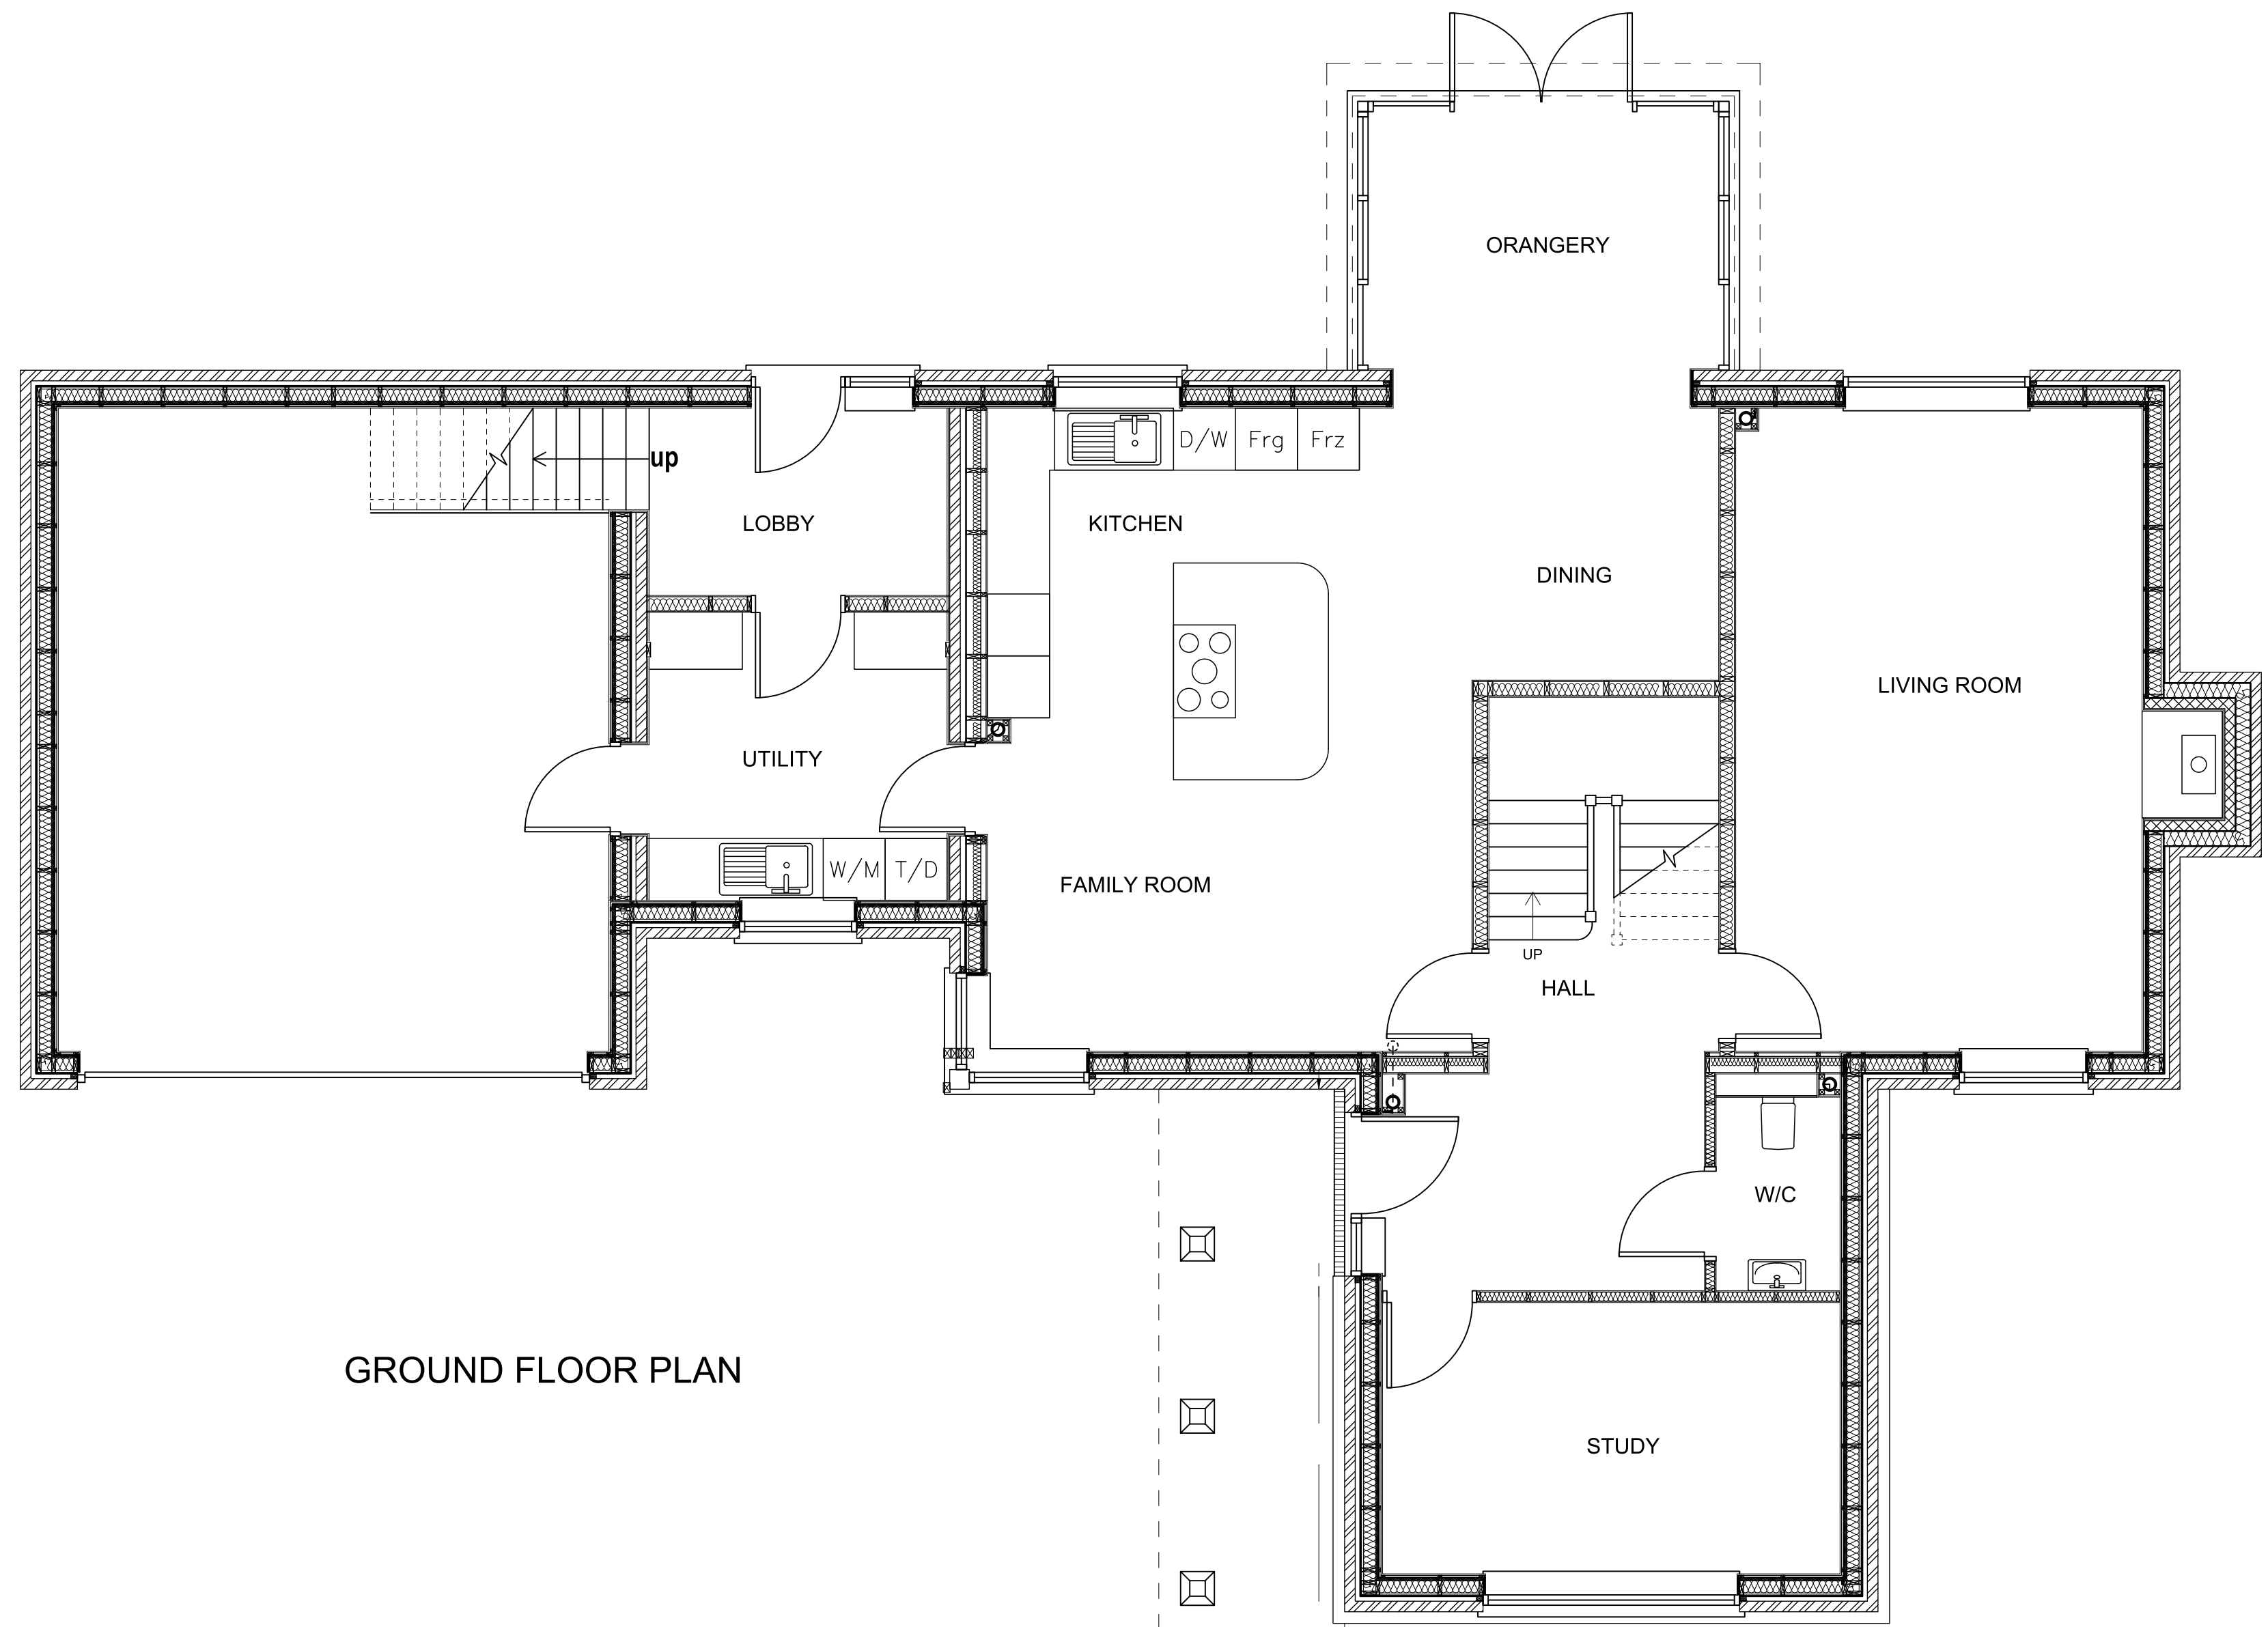 ORANGERY
up
D/W Frg Frz
LOBBY
KITCHEN
DINING
LIVING ROOM
UTILITY
W/M T/D
FAMILY ROOM
UP
HALL
W/C
GROUND FLOOR PLAN
STUDY